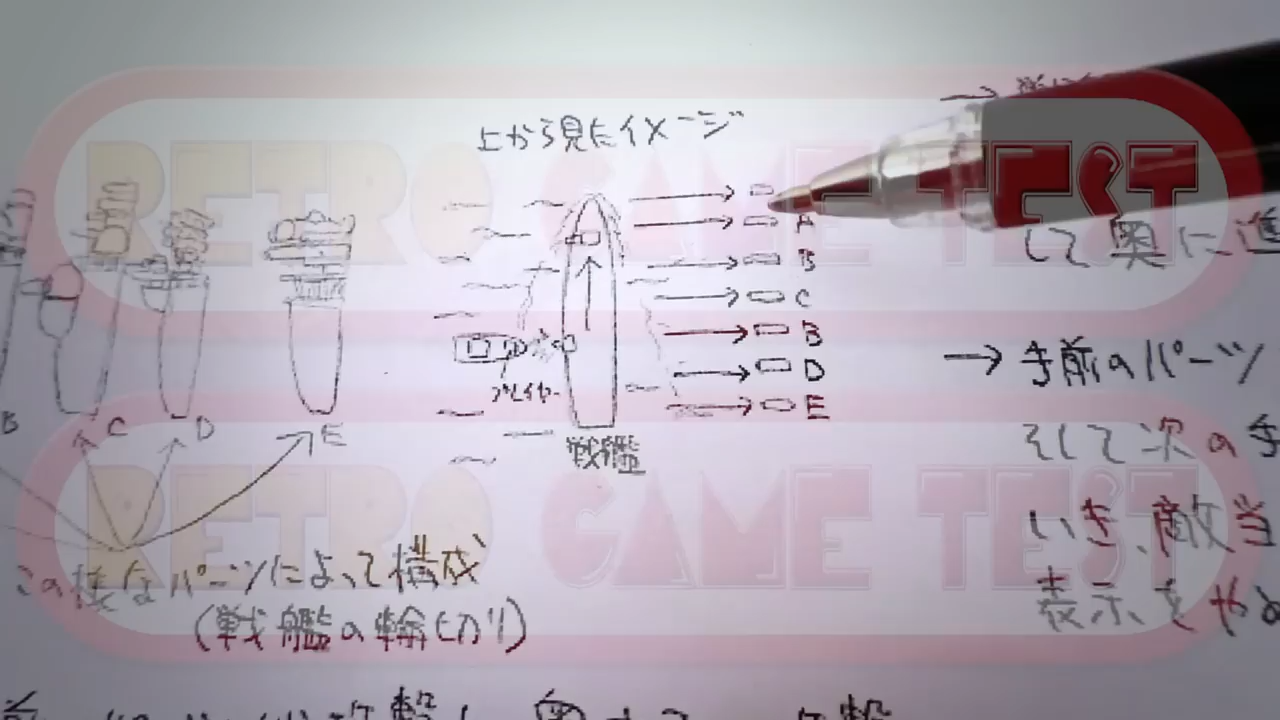 上から見たイメージ
RETRO GAME TEST
A
B
C
B
D
E
プレイヤー
戦艦
B
C
D
E
この様なパーツによって構成
(戦艦の輪切り)
して奥に進
→手前のパーツ
そして次の手
いき、敵当
表示をやめ
RETRO GAME TEST